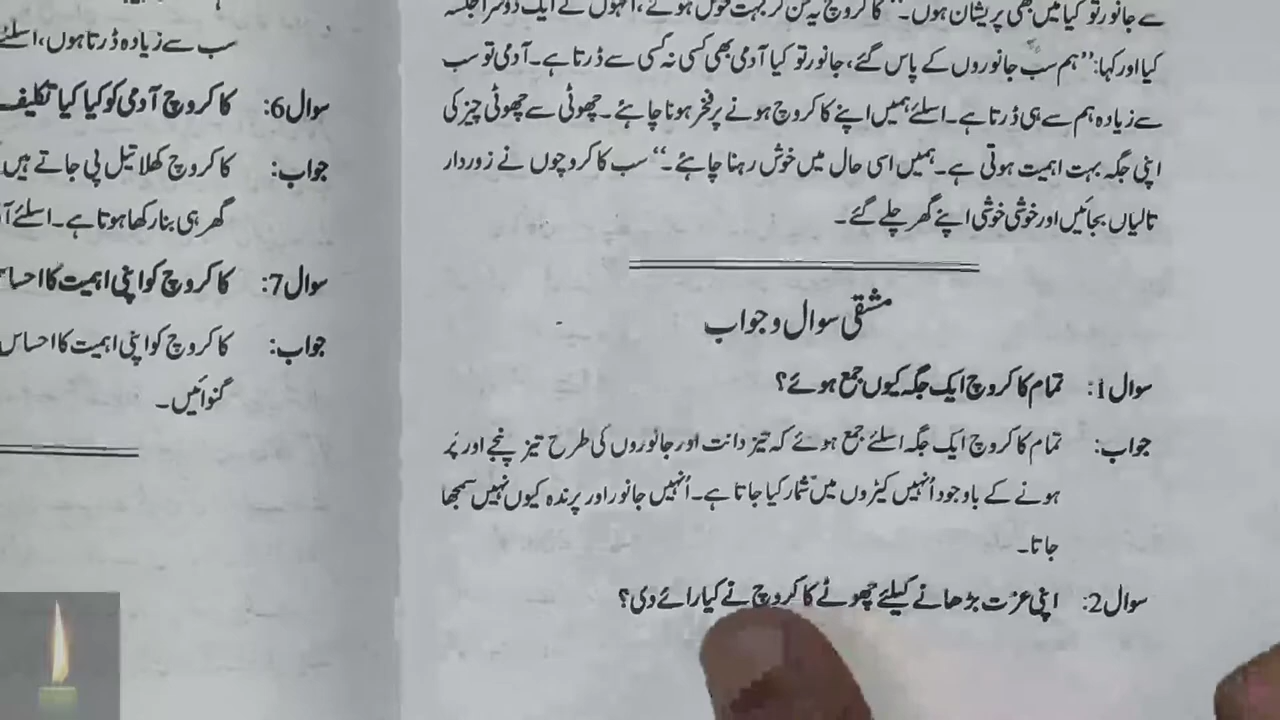 سے جانور تو کیا میں بھی پریشان ہوں۔“ کاکروچ یہ سن کر بہت خوش ہوئے، انہوں نے ایک دوسرا جلسہ
کیا اور کہا: ”ہم سب جانوروں کے پاس گئے، جانور تو کیا آدمی بھی کسی نہ کسی سے ڈرتا ہے۔ آدمی تو سب
سے زیادہ ہم سے ہی ڈرتا ہے۔ اسلئے ہمیں اپنے کاکروچ ہونے پر فخر ہونا چاہئے۔ چھوٹی سے چھوٹی چیز کی
اپنی جگہ بہت اہمیت ہوتی ہے۔ ہمیں اسی حال میں خوش رہنا چاہئے۔“ سب کاکروچوں نے زوردار
تالیاں بجائیں اور خوشی خوشی اپنے گھر چلے گئے۔
مشقی سوال و جواب
سوال 1: تمام کاکروچ ایک جگہ کیوں جمع ہوئے؟
جواب: تمام کاکروچ ایک جگہ اسلئے جمع ہوئے کہ تیز دانت اور جانوروں کی طرح تیز پنجے اور پَر
ہونے کے باوجود اُنہیں کیڑوں میں شمار کیا جاتا ہے۔ اُنہیں جانور اور پرندہ کیوں نہیں سمجھا
جاتا۔
سوال 2: اپنی عزت بڑھانے کیلئے چھوٹے کاکروچ نے کیا رائے دی؟
سب سے زیادہ ڈرتا ہوں، اسلئے
سوال 6: کاکروچ آدمی کو کیا کیا تکلیف
جواب: کاکروچ کھلا تیل پی جاتے ہیں
گھر ہی بنا رکھا ہوتا ہے۔ اسلئے
سوال 7: کاکروچ کو اپنی اہمیت کا احسا
جواب: کاکروچ کو اپنی اہمیت کا احساس
گنوائیں۔